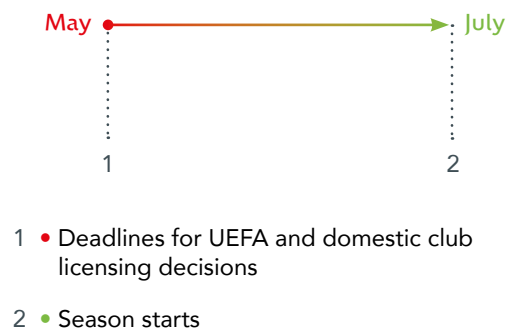 May July
1 2
1 • Deadlines for UEFA and domestic club
licensing decisions
2 • Season starts